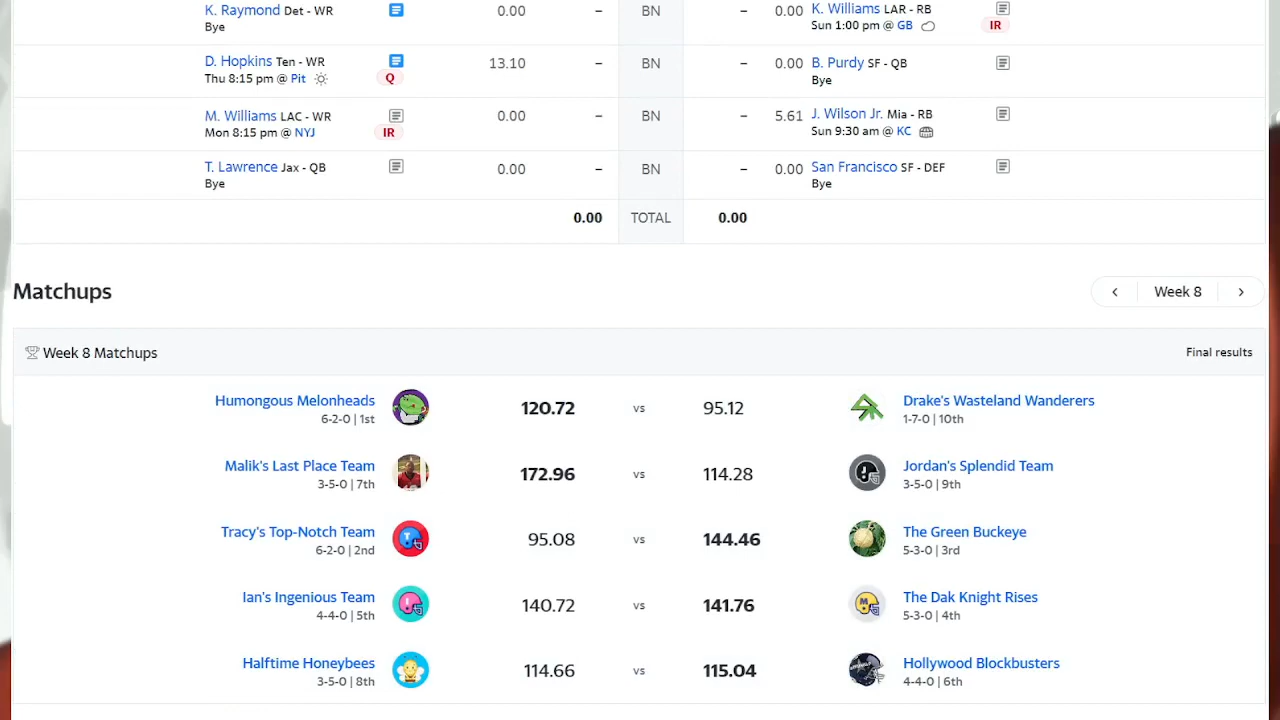 K. Raymond Det - WR 0.00 – BN – 0.00 K. Williams LAR - RB
Bye Sun 1:00 pm @ GB IR
D. Hopkins Ten - WR 13.10 – BN – 0.00 B. Purdy SF - QB
Thu 8:15 pm @ Pit Q Bye
M. Williams LAC - WR 0.00 – BN – 5.61 J. Wilson Jr. Mia - RB
Mon 8:15 pm @ NYJ IR Sun 9:30 am @ KC
T. Lawrence Jax - QB 0.00 – BN – 0.00 San Francisco SF - DEF
Bye Bye
0.00 TOTAL 0.00
Matchups ‹ Week 8 ›
Week 8 Matchups Final results
Humongous Melonheads 120.72 vs 95.12 Drake's Wasteland Wanderers
6-2-0 | 1st 1-7-0 | 10th
Malik's Last Place Team 172.96 vs 114.28 Jordan's Splendid Team
3-5-0 | 7th 3-5-0 | 9th
Tracy's Top-Notch Team T 95.08 vs 144.46 The Green Buckeye
6-2-0 | 2nd 5-3-0 | 3rd
Ian's Ingenious Team I 140.72 vs 141.76 M The Dak Knight Rises
4-4-0 | 5th 5-3-0 | 4th
Halftime Honeybees 114.66 vs 115.04 Hollywood Blockbusters
3-5-0 | 8th 4-4-0 | 6th